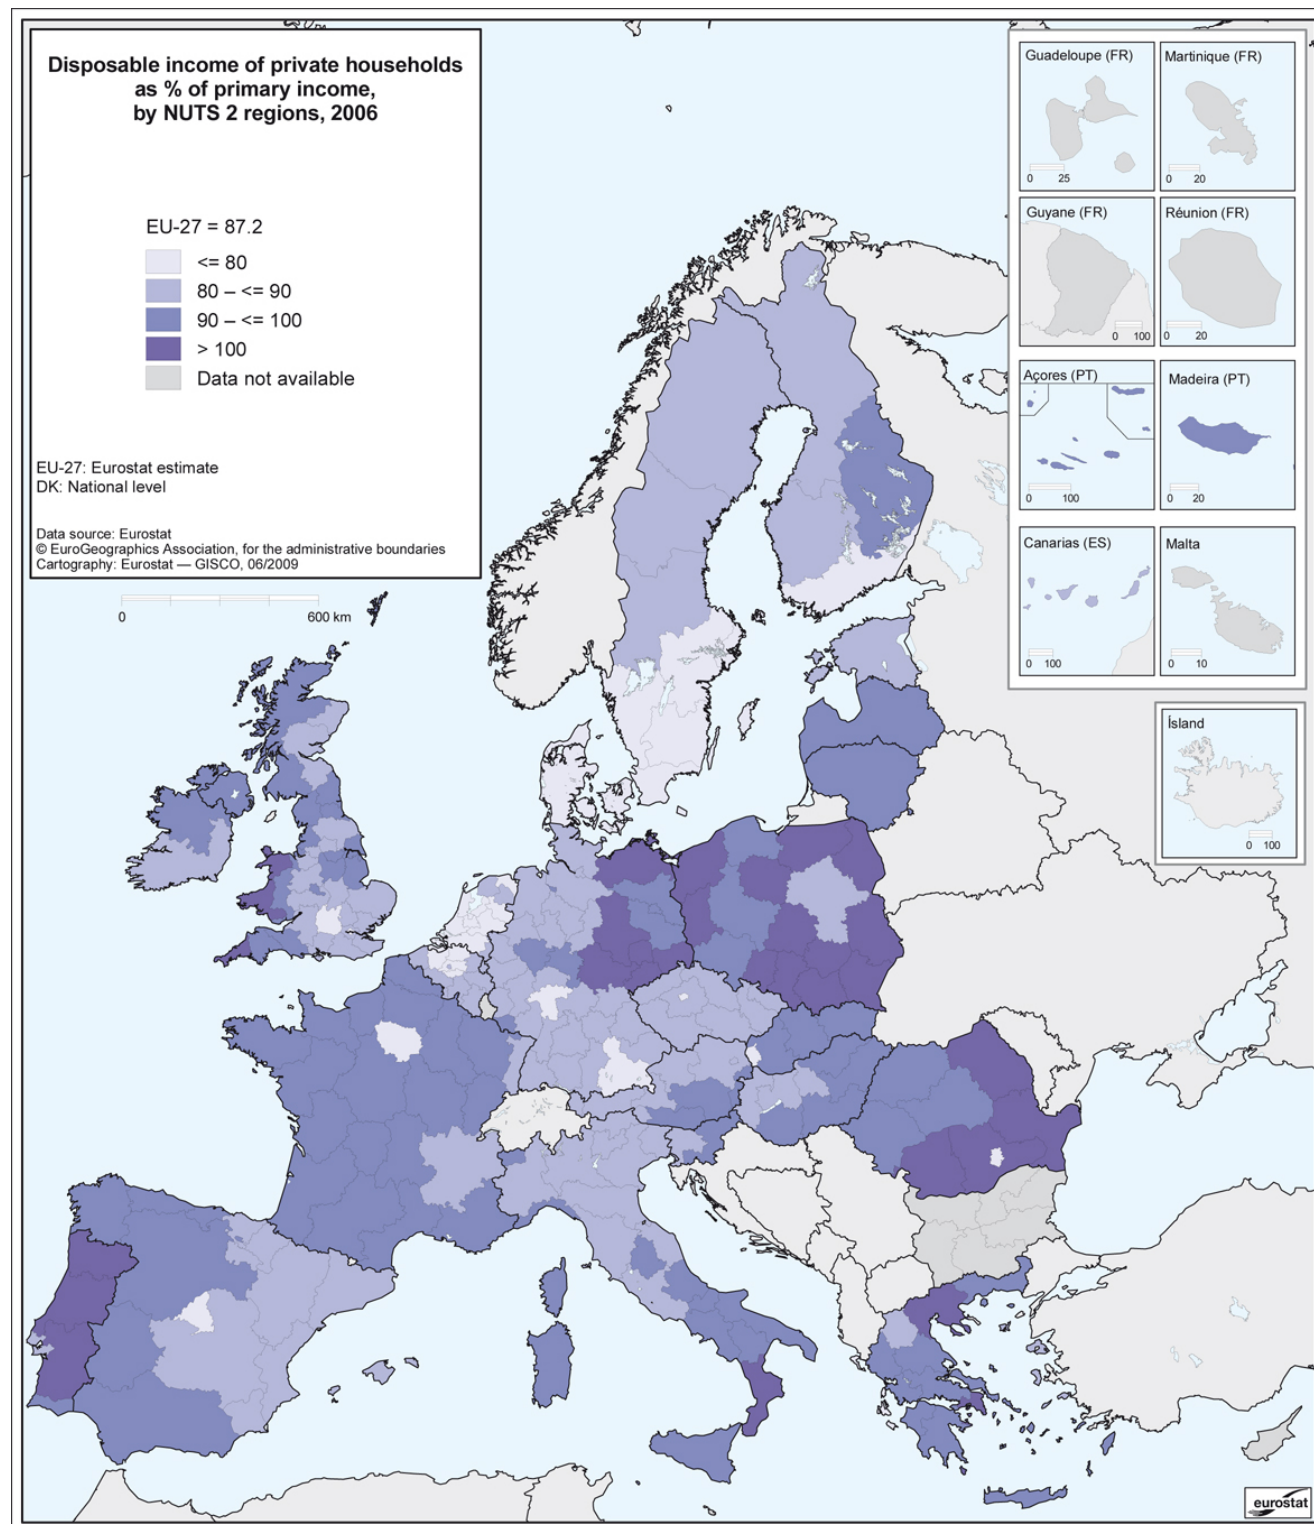 Disposable income of private households
as % of primary income,
by NUTS 2 regions, 2006
EU-27 = 87.2
<= 80
80 – <= 90
90 – <= 100
> 100
Data not available
EU-27: Eurostat estimate
DK: National level
Data source: Eurostat
© EuroGeographics Association, for the administrative boundaries
Cartography: Eurostat — GISCO, 06/2009
0 600 km
Guadeloupe (FR)
0 25
Martinique (FR)
0 20
Guyane (FR)
0 100
Réunion (FR)
0 20
Açores (PT)
0 100
Madeira (PT)
0 20
Canarias (ES)
0 100
Malta
0 10
Ísland
0 100
eurostat